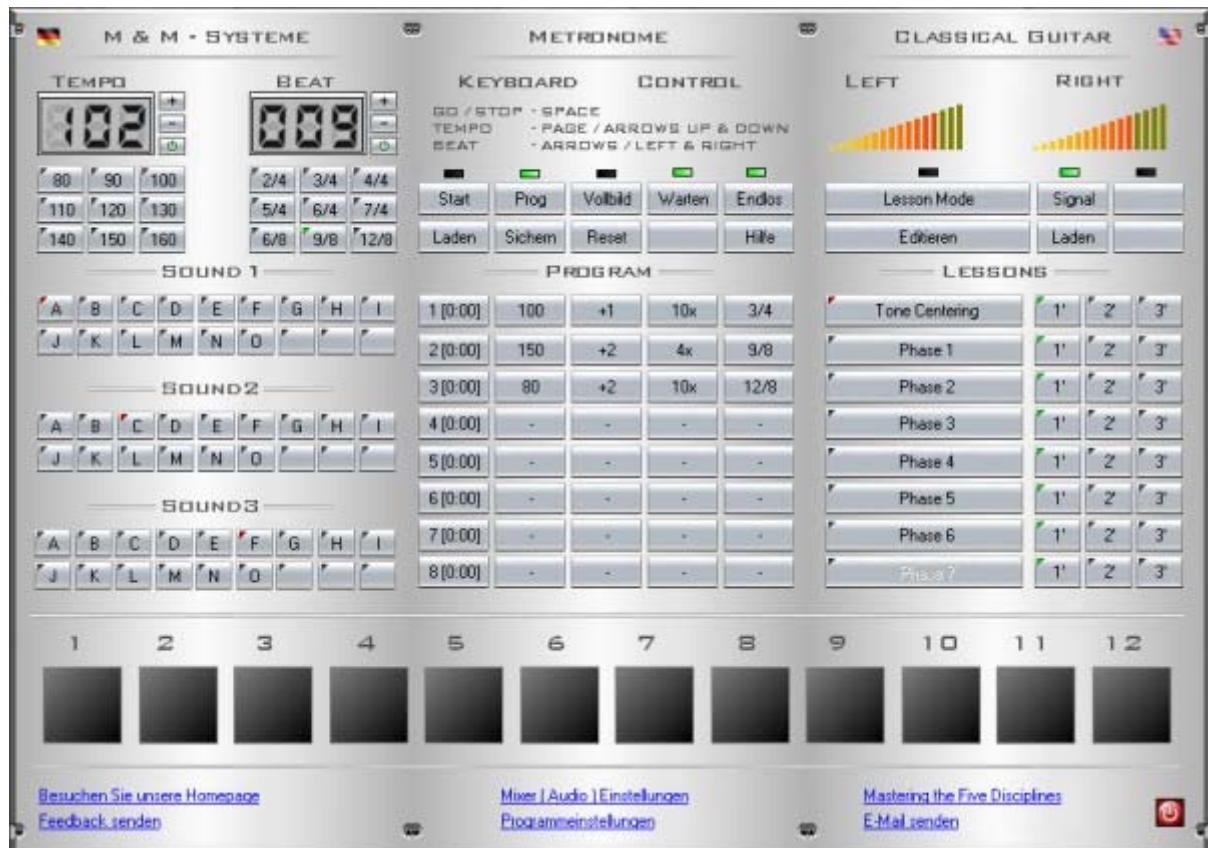 M & M - SYSTEME METRONOME CLASSICAL GUITAR
TEMPO BEAT KEYBOARD CONTROL LEFT RIGHT
102 + - 009 + -
GO / STOP - SPACE
TEMPO - PAGE / ARROWS UP & DOWN
BEAT - ARROWS / LEFT & RIGHT
80 90 100 2/4 3/4 4/4 Start Prog Vollbild Warten Endlos Lesson Mode Signal
110 120 130 5/4 6/4 7/4
140 150 160 6/8 9/8 12/8 Laden Sichern Reset Hilfe Editieren Laden
SOUND 1 PROGRAM LESSONS
A B C D E F G H I 1 [0:00] 100 +1 10x 3/4 Tone Centering 1' 2' 3'
J K L M N O 2 [0:00] 150 +2 4x 9/8 Phase 1 1' 2' 3'
SOUND 2 3 [0:00] 80 +2 10x 12/8 Phase 2 1' 2' 3'
A B C D E F G H I 4 [0:00] - - - - Phase 3 1' 2' 3'
J K L M N O 5 [0:00] - - - - Phase 4 1' 2' 3'
SOUND 3 6 [0:00] - - - - Phase 5 1' 2' 3'
A B C D E F G H I 7 [0:00] - - - - Phase 6 1' 2' 3'
J K L M N O 8 [0:00] - - - - Phase 7 1' 2' 3'
1 2 3 4 5 6 7 8 9 10 11 12
Besuchen Sie unsere Homepage Mixer ( Audio ) Einstellungen Mastering the Five Disciplines
Feedback senden Programmeinstellungen E-Mail senden